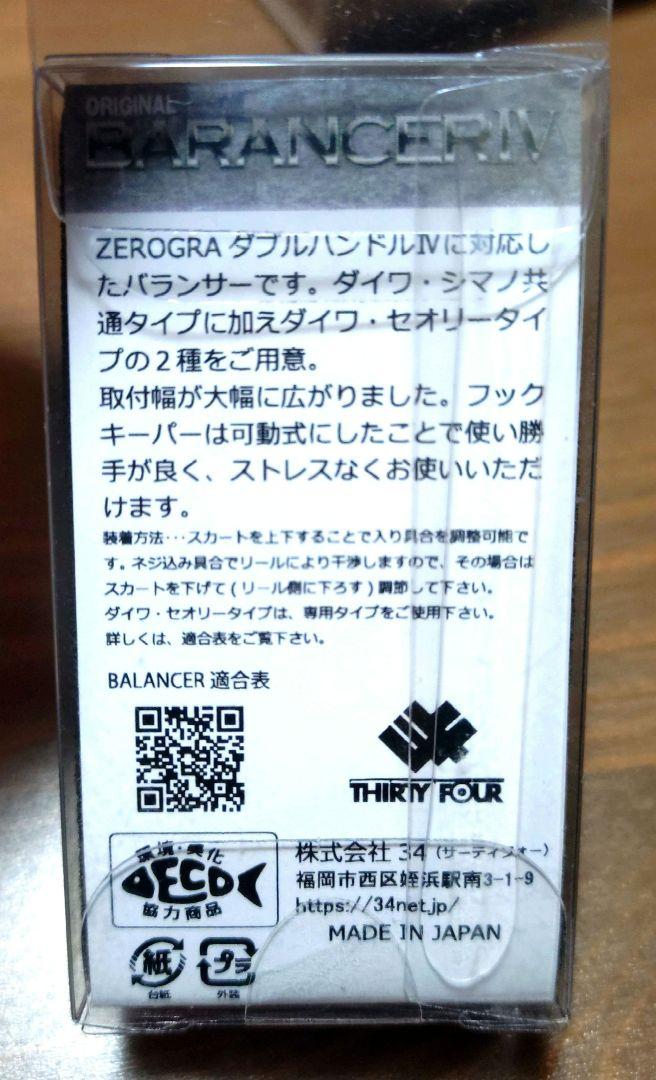 ORIGINAL
BARANCER IV
ZEROGRA ダブルハンドルⅣに対応し
たバランサーです。ダイワ・シマノ共
通タイプに加えダイワ・セオリータイ
プの２種をご用意。
取付幅が大幅に広がりました。フック
キーパーは可動式にしたことで使い勝
手が良く、ストレスなくお使いいただ
けます。
装着方法･･･スカートを上下することで入り具合を調整可能で
す。ネジ込み具合でリールにより干渉しますので、その場合は
スカートを下げて(リール側に下ろす)調節して下さい。
ダイワ・セオリータイプは、専用タイプをご使用下さい。
詳しくは、適合表をご覧下さい。
BALANCER 適合表
THIRTY FOUR
環境・美化
ECO
協力商品
株式会社 34 (サーティフォー)
福岡市西区姪浜駅南3-1-9
https://34net.jp/
MADE IN JAPAN
紙
台紙
プラ
外装